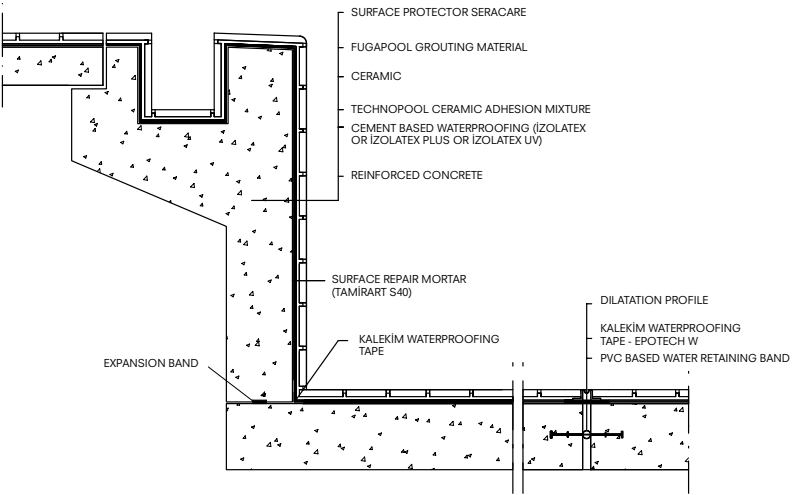 SURFACE PROTECTOR SERACARE
FUGAPOOL GROUTING MATERIAL
CERAMIC
TECHNOPOOL CERAMIC ADHESION MIXTURE
CEMENT BASED WATERPROOFING (İZOLATEX
OR İZOLATEX PLUS OR İZOLATEX UV)
REINFORCED CONCRETE
SURFACE REPAIR MORTAR
(TAMİRART S40)
KALEKİM WATERPROOFING
TAPE
EXPANSION BAND
DILATATION PROFILE
KALEKİM WATERPROOFING
TAPE - EPOTECH W
PVC BASED WATER RETAINING BAND